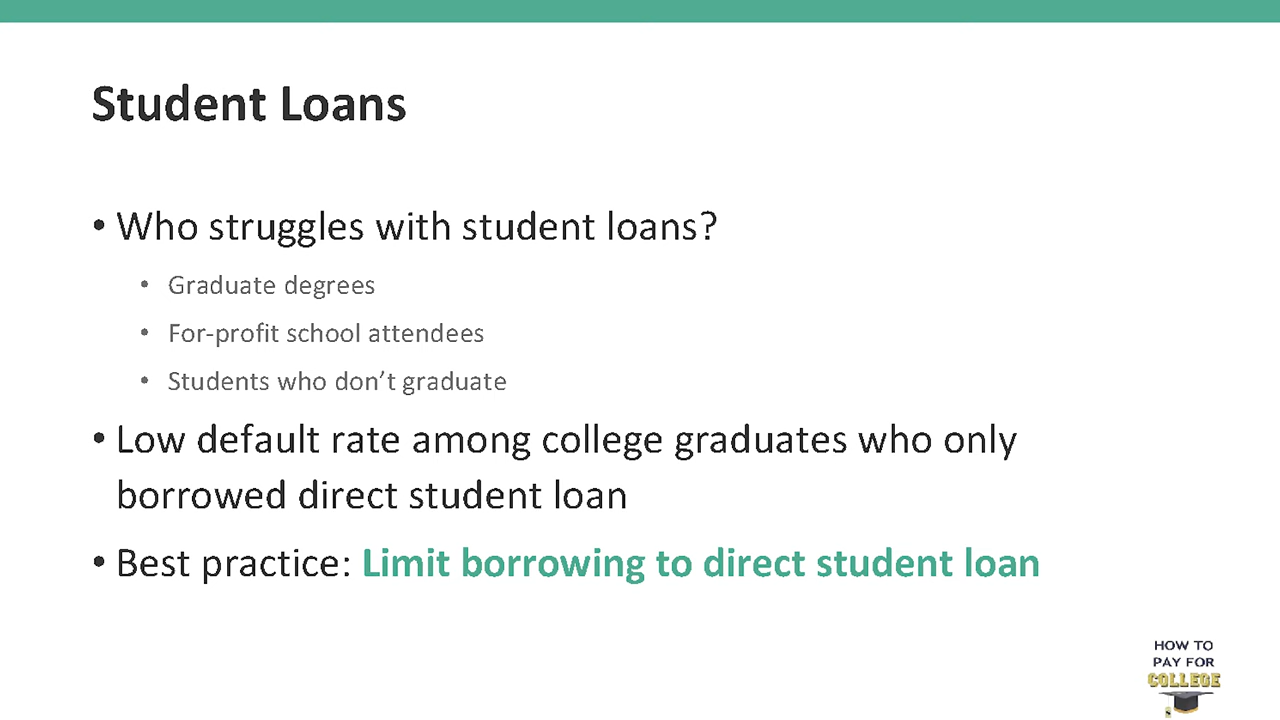 Student Loans
• Who struggles with student loans?
• Graduate degrees
• For-profit school attendees
• Students who don’t graduate
• Low default rate among college graduates who only
borrowed direct student loan
• Best practice: Limit borrowing to direct student loan
HOW TO
PAY FOR
COLLEGE